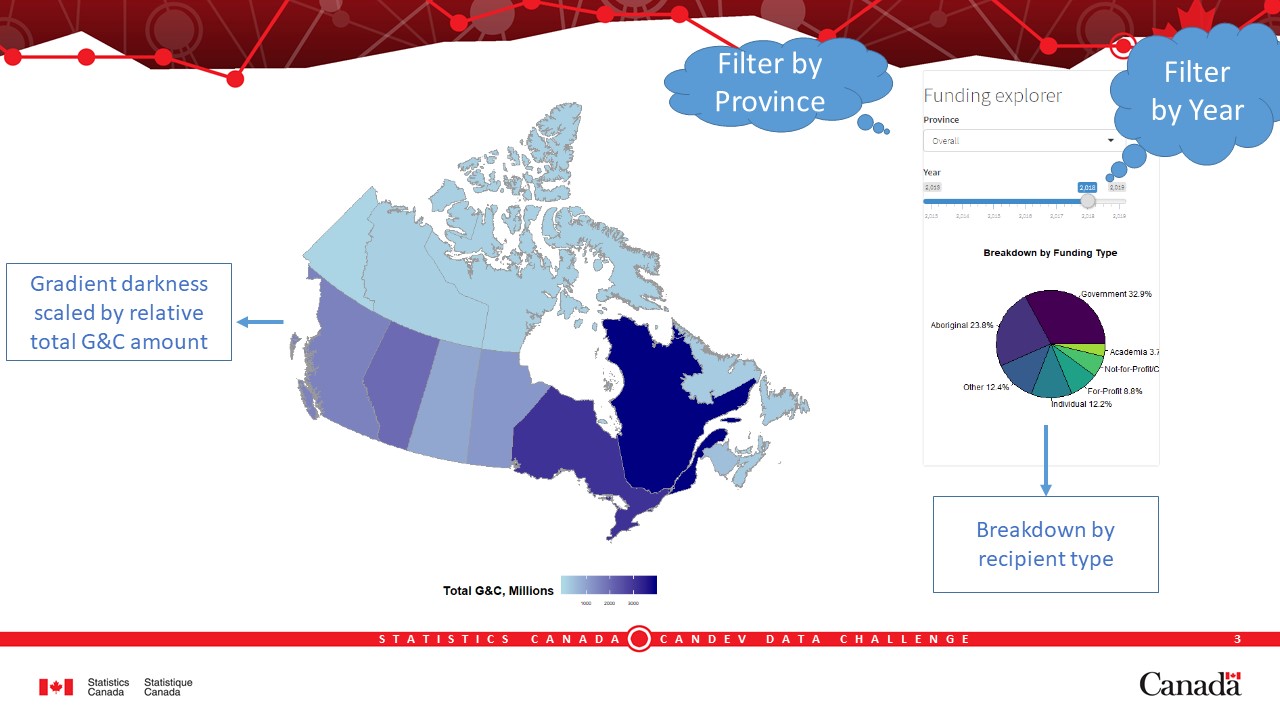 Filter by
Province
Filter
by Year
Funding explorer
Province
Overall
Year
2,013
2,018
2,019
2,013 2,014 2,015 2,016 2,017 2,018 2,019
Breakdown by Funding Type
Government 32.9%
Aboriginal 23.8%
Academia 3.7
Not-for-Profit/C
Other 12.4%
For-Profit 8.8%
Individual 12.2%
Gradient darkness
scaled by relative
total G&C amount
Breakdown by
recipient type
Total G&C, Millions
1000 2000 3000
STATISTICS CANADA CANDEV DATA CHALLENGE
3
Statistics Statistique
Canada Canada
Canada